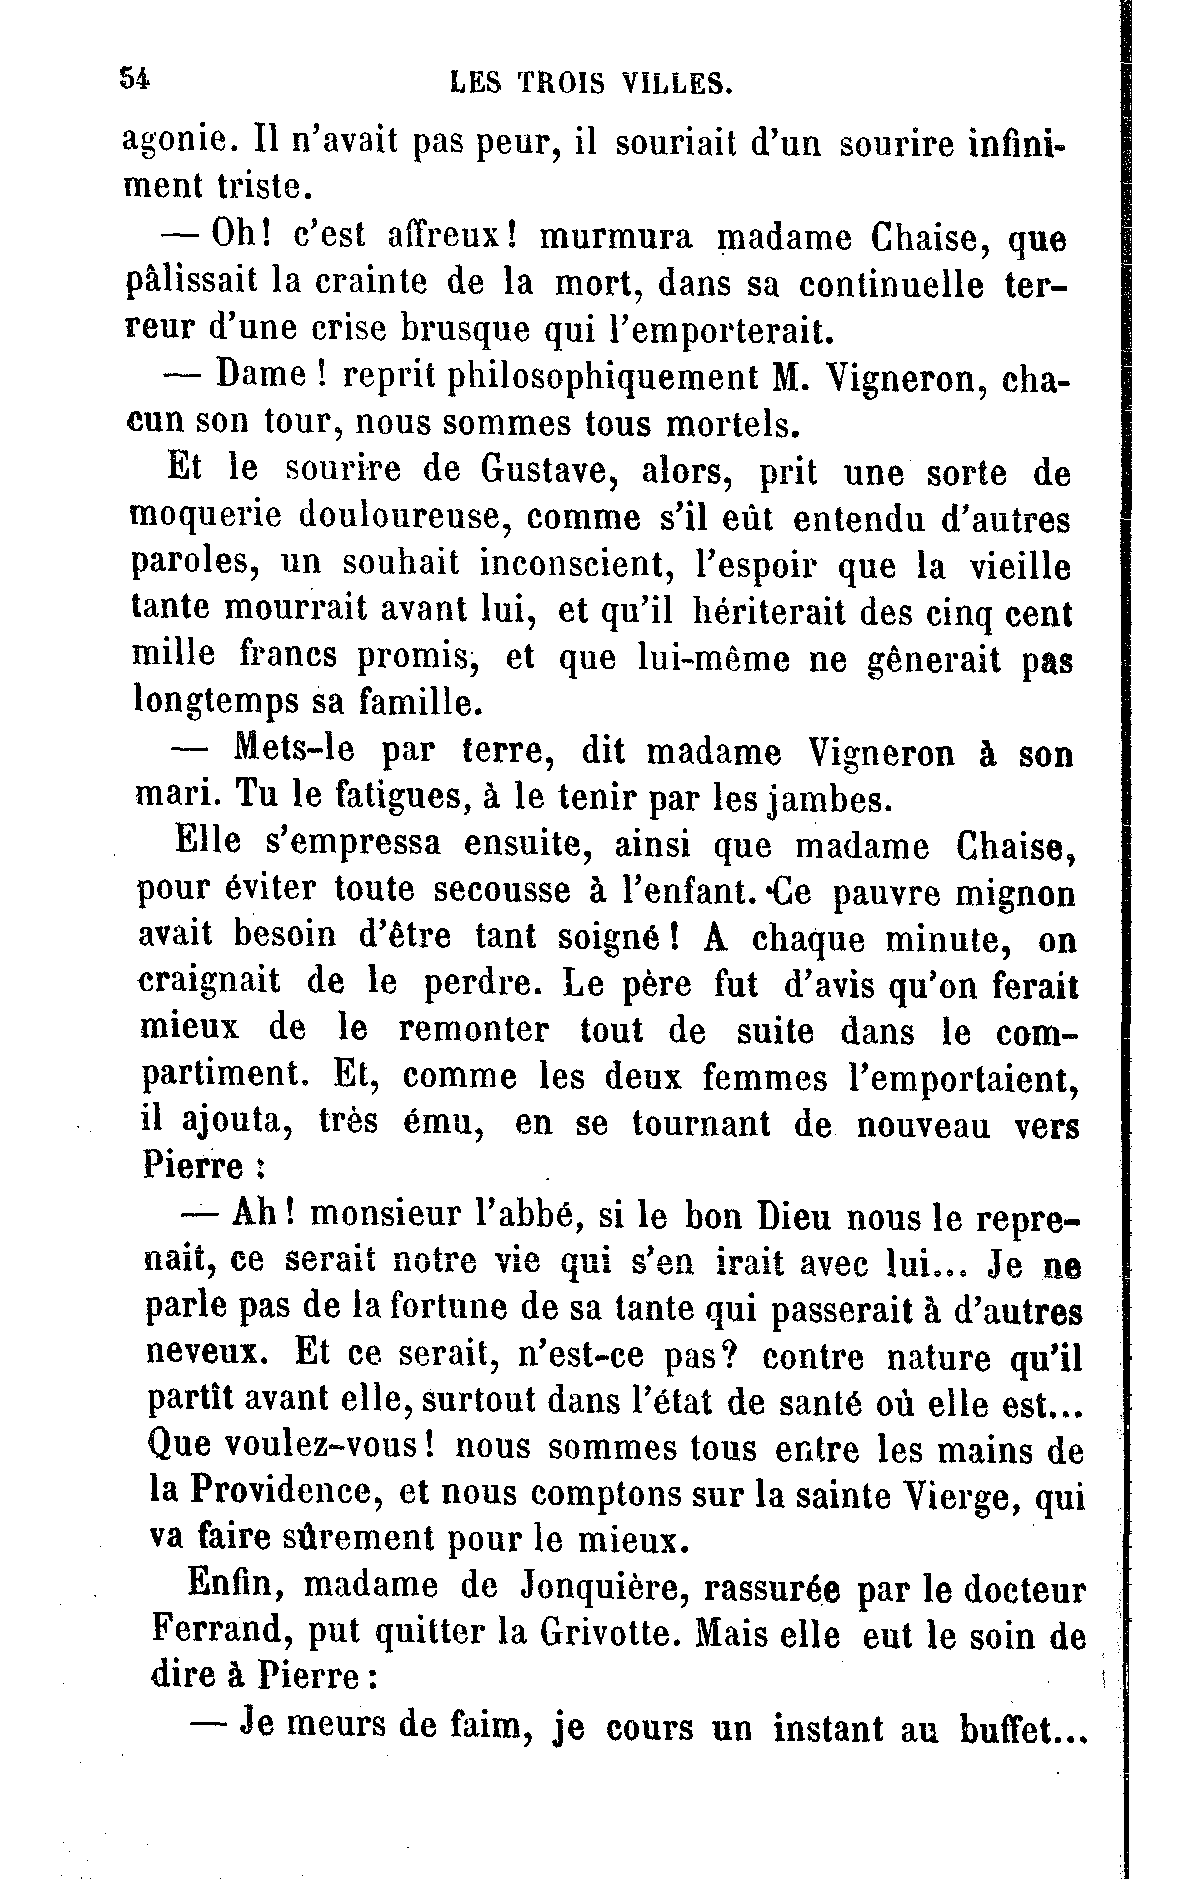 54 LES TROIS VILLES.
agonie. Il n'avait pas peur, il souriait d'un sourire infini-
ment triste.
— Oh! c'est affreux! murmura madame Chaise, que
pâlissait la crainte de la mort, dans sa continuelle ter-
reur d'une crise brusque qui l'emporterait.
— Dame ! reprit philosophiquement M. Vigneron, cha-
cun son tour, nous sommes tous mortels.
Et le sourire de Gustave, alors, prit une sorte de
moquerie douloureuse, comme s'il eût entendu d'autres
paroles, un souhait inconscient, l'espoir que la vieille
tante mourrait avant lui, et qu'il hériterait des cinq cent
mille francs promis, et que lui-même ne gênerait pas
longtemps sa famille.
— Mets-le par terre, dit madame Vigneron à son
mari. Tu le fatigues, à le tenir par les jambes.
Elle s'empressa ensuite, ainsi que madame Chaise,
pour éviter toute secousse à l'enfant. Ce pauvre mignon
avait besoin d'être tant soigné ! A chaque minute, on
craignait de le perdre. Le père fut d'avis qu'on ferait
mieux de le remonter tout de suite dans le com-
partiment. Et, comme les deux femmes l'emportaient,
il ajouta, très ému, en se tournant de nouveau vers
Pierre :
— Ah ! monsieur l'abbé, si le bon Dieu nous le repre-
nait, ce serait notre vie qui s'en irait avec lui... Je ne
parle pas de la fortune de sa tante qui passerait à d'autres
neveux. Et ce serait, n'est-ce pas? contre nature qu'il
partît avant elle, surtout dans l'état de santé où elle est...
Que voulez-vous! nous sommes tous entre les mains de
la Providence, et nous comptons sur la sainte Vierge, qui
va faire sûrement pour le mieux.
Enfin, madame de Jonquière, rassurée par le docteur
Ferrand, put quitter la Grivotte. Mais elle eut le soin de
dire à Pierre :
— Je meurs de faim, je cours un instant au buffet...